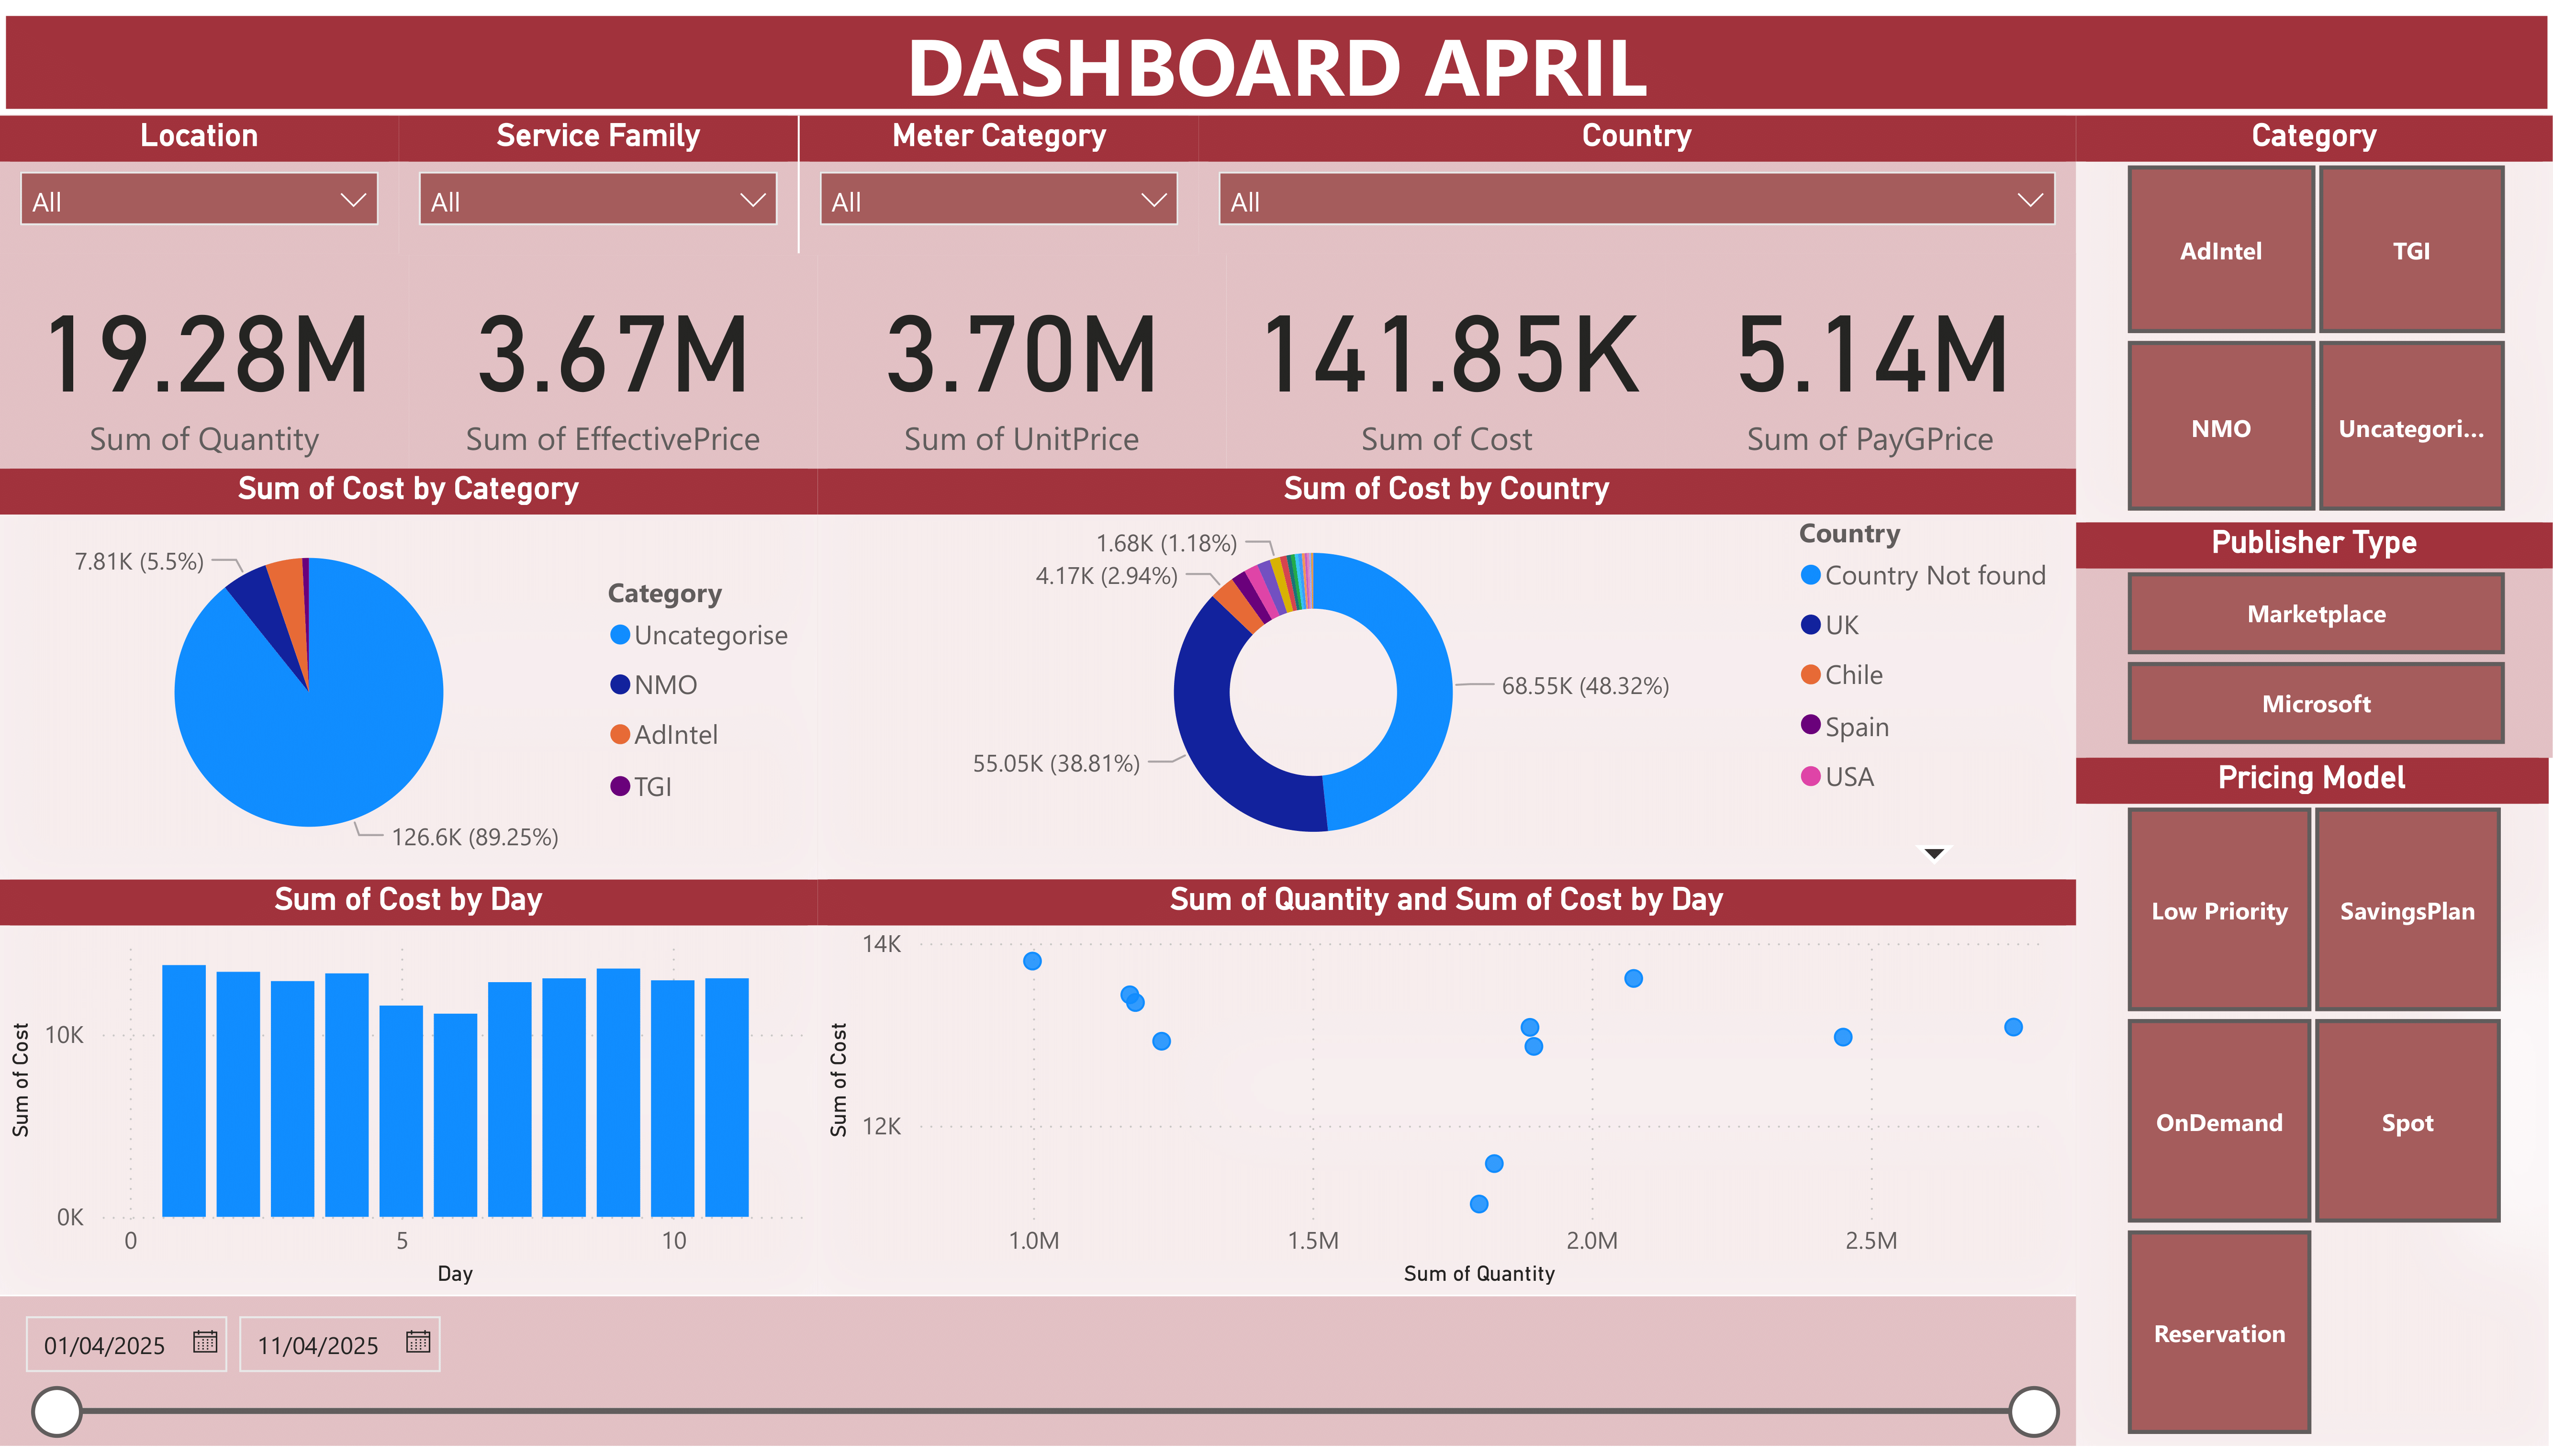 DASHBOARD APRIL
Location
Service Family
Meter Category
Country
Category
All
All
All
All
AdIntel
TGI
NMO
Uncategori...
19.28M
Sum of Quantity
3.67M
Sum of EffectivePrice
3.70M
Sum of UnitPrice
141.85K
Sum of Cost
5.14M
Sum of PayGPrice
Publisher Type
Marketplace
Microsoft
Pricing Model
Low Priority
SavingsPlan
OnDemand
Spot
Reservation
Sum of Cost by Category
7.81K (5.5%)
126.6K (89.25%)
Category
Uncategorise
NMO
AdIntel
TGI
Sum of Cost by Country
1.68K (1.18%)
4.17K (2.94%)
68.55K (48.32%)
55.05K (38.81%)
Country
Country Not found
UK
Chile
Spain
USA
Sum of Cost by Day
Sum of Cost
10K
0K
0
5
10
Day
Sum of Quantity and Sum of Cost by Day
Sum of Cost
14K
12K
1.0M
1.5M
2.0M
2.5M
Sum of Quantity
01/04/2025
11/04/2025